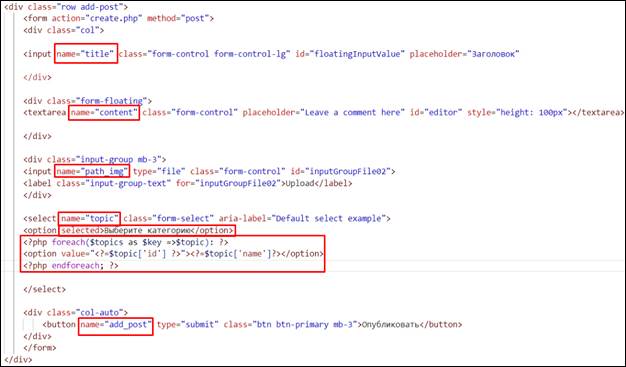 <div class="row add-post">
<form action="create.php" method="post">
<div class="col">
<input name="title" class="form-control form-control-lg" id="floatingInputValue" placeholder="Заголовок"
</div>
<div class="form-floating">
<textarea name="content" class="form-control" placeholder="Leave a comment here" id="editor" style="height: 100px"></textarea>
</div>
<div class="input-group mb-3">
<input name="path_img" type="file" class="form-control" id="inputGroupFile02">
<label class="input-group-text" for="inputGroupFile02">Upload</label>
</div>
<select name="topic" class="form-select" aria-label="Default select example">
<option selected>Выберите категорию</option>
<?php foreach($topics as $key =>$topic): ?>
<option value="<?=$topic['id'] ?>"><?=$topic['name']?></option>
<?php endforeach; ?>
</select>
<div class="col-auto">
<button name="add_post" type="submit" class="btn btn-primary mb-3">Опубликовать</button>
</div>
</form>
</div>